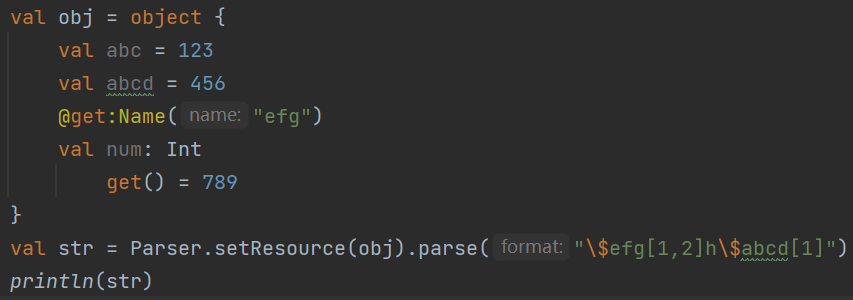 val obj = object {
    val abc = 123
    val abcd = 456
    @get:Name( name: "efg")
    val num: Int
        get() = 789
}
val str = Parser.setResource(obj).parse( format: "\$efg[1,2]h\$abcd[1]")
println(str)